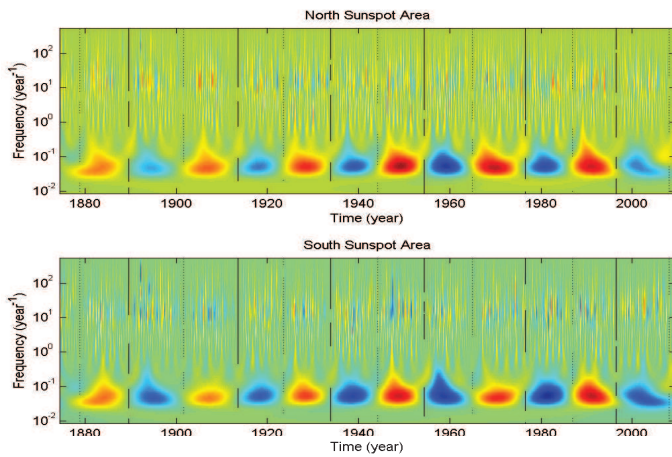 North Sunspot Area
Frequency (year⁻¹)
10²
10¹
10⁰
10⁻¹
10⁻²
1880 1900 1920 1940 1960 1980 2000
Time (year)
South Sunspot Area
Frequency (year⁻¹)
10²
10¹
10⁰
10⁻¹
10⁻²
1880 1900 1920 1940 1960 1980 2000
Time (year)